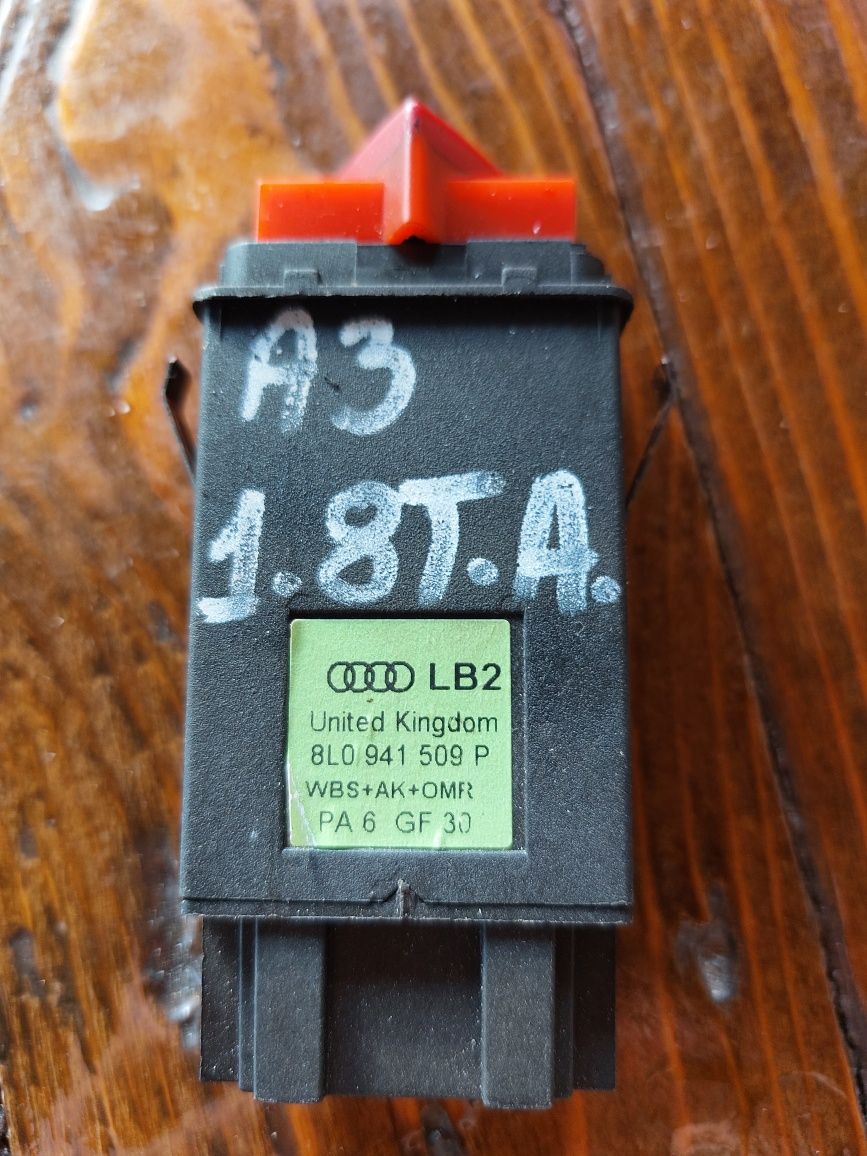 A3
1.8T.A.
LB2
United Kingdom
8L0 941 509 P
WBS+AK+OMR
PA 6 GF 30